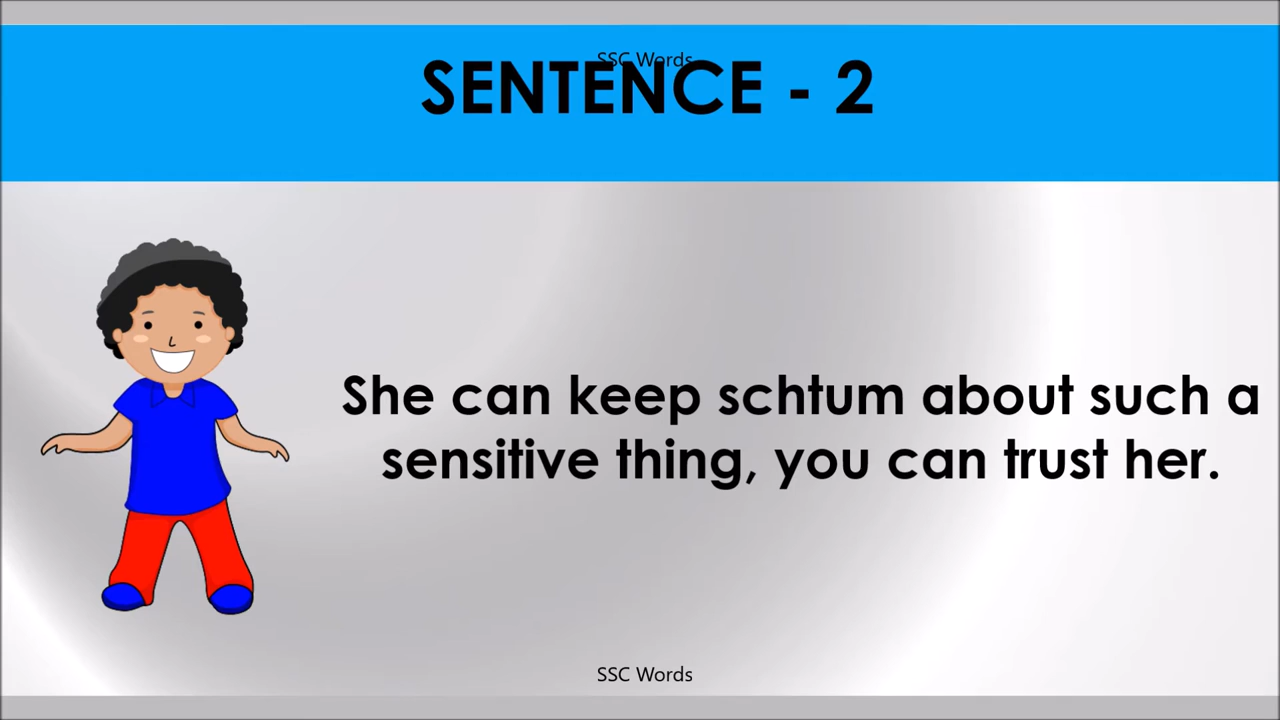 SSC Words
SENTENCE - 2
She can keep schtum about such a
sensitive thing, you can trust her.
SSC Words